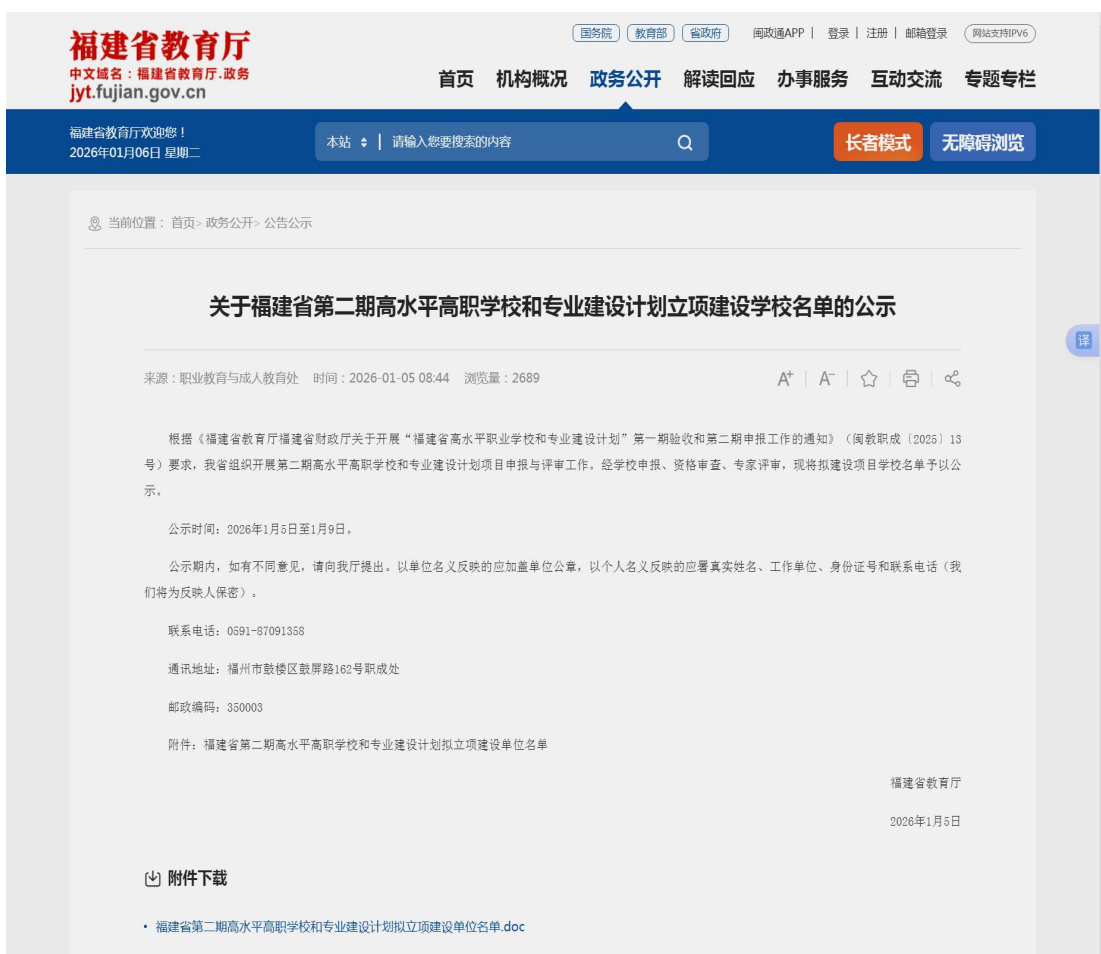 福建省教育厅
中文域名：福建省教育厅.政务
jyt.fujian.gov.cn
国务院 教育部 省政府 闽政通APP | 登录 | 注册 | 邮箱登录 网站支持IPV6
首页 机构概况 政务公开 解读回应 办事服务 互动交流 专题专栏
福建省教育厅欢迎您！
2026年01月06日 星期二
本站 | 请输入您要搜索的内容
长者模式 无障碍浏览
当前位置： 首页> 政务公开> 公告公示
关于福建省第二期高水平高职学校和专业建设计划立项建设学校名单的公示
译
来源：职业教育与成人教育处 时间：2026-01-05 08:44 浏览量：2689
A+ | A- |
根据《福建省教育厅福建省财政厅关于开展“福建省高水平职业学校和专业建设计划”第一期验收和第二期申报工作的通知》（闽教职成〔2025〕13
号）要求，我省组织开展第二期高水平高职学校和专业建设计划项目申报与评审工作。经学校申报、资格审查、专家评审，现将拟建设项目学校名单予以公
示。
公示时间：2026年1月5日至1月9日。
公示期内，如有不同意见，请向我厅提出。以单位名义反映的应加盖单位公章，以个人名义反映的应署真实姓名、工作单位、身份证号和联系电话（我
们将为反映人保密）。
联系电话：0591-87091358
通讯地址：福州市鼓楼区鼓屏路162号职成处
邮政编码：350003
附件：福建省第二期高水平高职学校和专业建设计划拟立项建设单位名单
福建省教育厅
2026年1月5日
附件下载
• 福建省第二期高水平高职学校和专业建设计划拟立项建设单位名单.doc